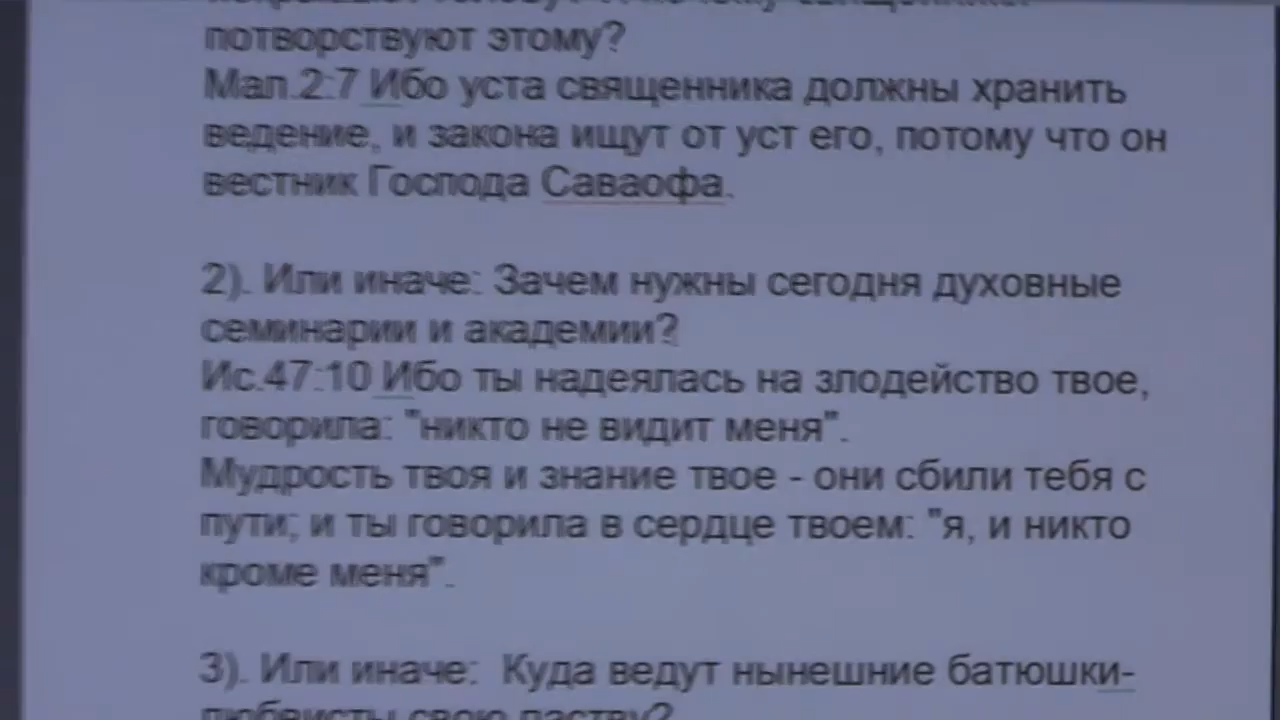 потворствуют этому?
Мал.2:7 Ибо уста священника должны хранить
ведение, и закона ищут от уст его, потому что он
вестник Господа Саваофа.
2). Или иначе: Зачем нужны сегодня духовные
семинарии и академии?
Ис.47:10 Ибо ты надеялась на злодейство твое,
говорила: "никто не видит меня".
Мудрость твоя и знание твое - они сбили тебя с
пути; и ты говорила в сердце твоем: "я, и никто
кроме меня".
3). Или иначе: Куда ведут нынешние батюшки-
свою паству?